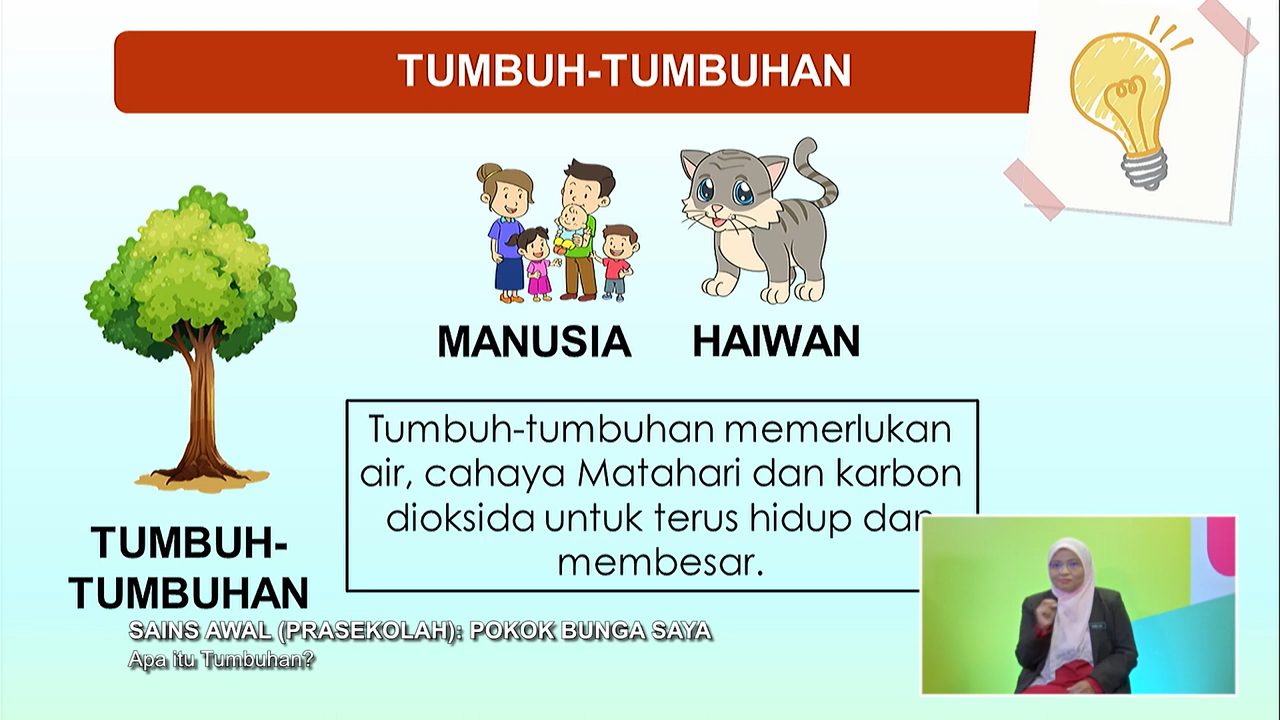 TUMBUH-TUMBUHAN
MANUSIA
HAIWAN
Tumbuh-tumbuhan memerlukan
air, cahaya Matahari dan karbon
dioksida untuk terus hidup dan
membesar.
TUMBUH-
TUMBUHAN
SAINS AWAL (PRASEKOLAH): POKOK BUNGA SAYA
Apa itu Tumbuhan?